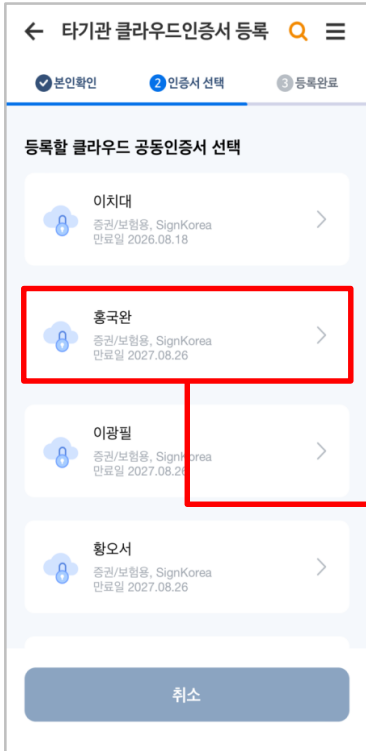 타기관 클라우드인증서 등록
본인확인
2 인증서 선택
3 등록완료
등록할 클라우드 공동인증서 선택
이치대
증권/보험용, SignKorea
만료일 2026.08.18
홍국완
증권/보험용, SignKorea
만료일 2027.08.26
이광필
증권/보험용, SignKorea
만료일 2027.08.26
황오서
증권/보험용, SignKorea
만료일 2027.08.26
취소